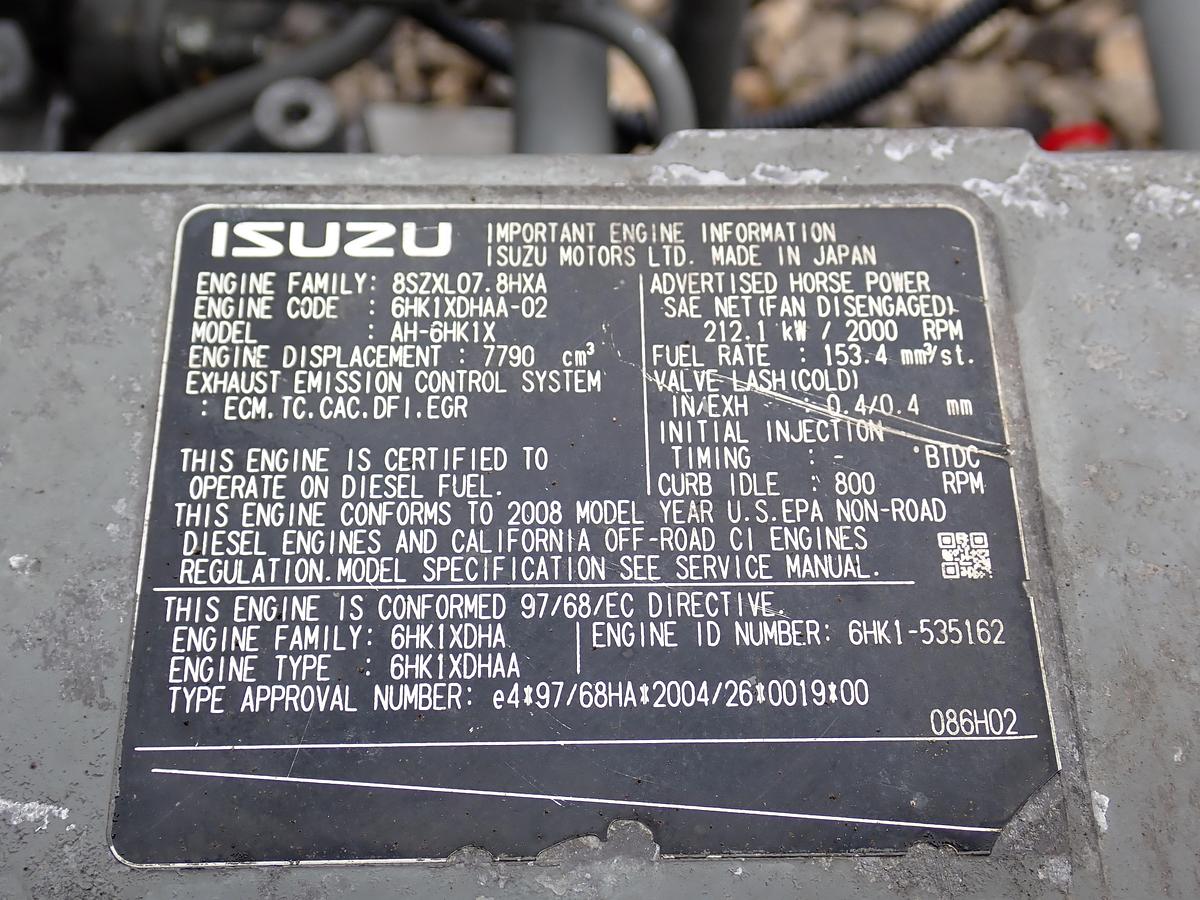 ISUZU
IMPORTANT ENGINE INFORMATION
ISUZU MOTORS LTD. MADE IN JAPAN
ENGINE FAMILY: 8SZXL07.8HXA
ENGINE CODE : 6HK1XDHAA-02
MODEL : AH-6HK1X
ENGINE DISPLACEMENT : 7790 cm³
EXHAUST EMISSION CONTROL SYSTEM
: ECM.TC.CAC.DFI.EGR
THIS ENGINE IS CERTIFIED TO
OPERATE ON DIESEL FUEL.
ADVERTISED HORSE POWER
SAE NET(FAN DISENGAGED)
212.1 kW / 2000 RPM
FUEL RATE : 153.4 mm³/st.
VALVE LASH(COLD)
IN/EXH : 0.4/0.4 mm
INITIAL INJECTION
TIMING : - °BTDC
CURB IDLE : 800 RPM
THIS ENGINE CONFORMS TO 2008 MODEL YEAR U.S.EPA NON-ROAD
DIESEL ENGINES AND CALIFORNIA OFF-ROAD CI ENGINES
REGULATION.MODEL SPECIFICATION SEE SERVICE MANUAL.
THIS ENGINE IS CONFORMED 97/68/EC DIRECTIVE.
ENGINE FAMILY: 6HK1XDHA
ENGINE TYPE : 6HK1XDHAA
ENGINE ID NUMBER: 6HK1-535162
TYPE APPROVAL NUMBER: e4*97/68HA*2004/26*0019*00
086H02